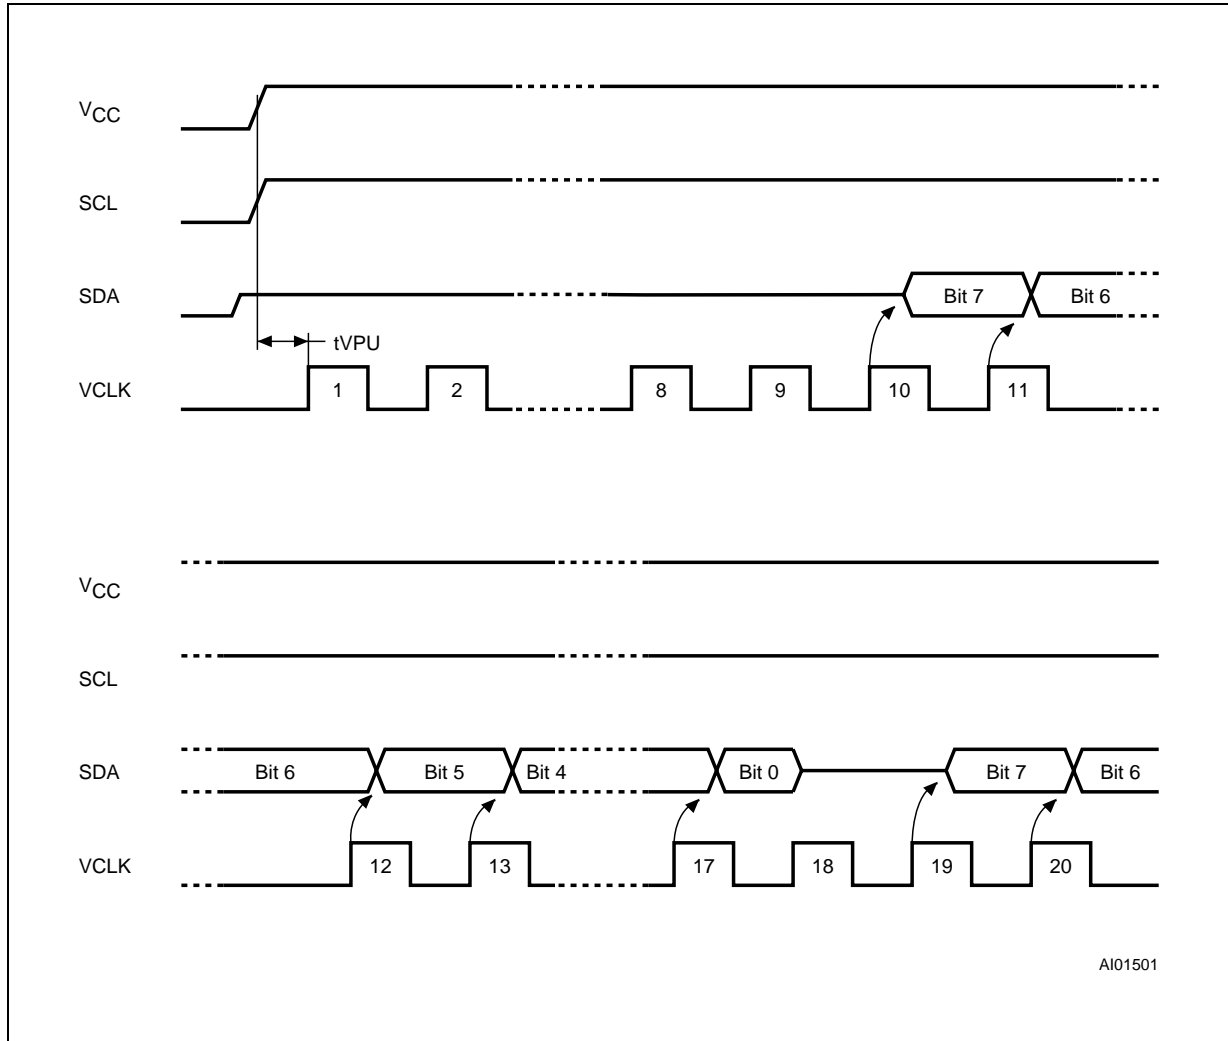 VCC
SCL
SDA Bit 7 Bit 6
tVPU
VCLK 1 2 8 9 10 11
VCC
SCL
SDA Bit 6 Bit 5 Bit 4 Bit 0 Bit 7 Bit 6
VCLK 12 13 17 18 19 20
AI01501